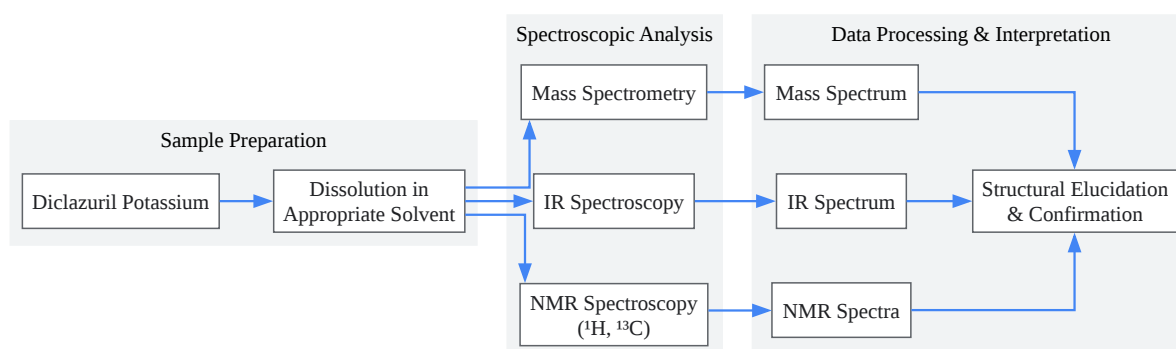 Spectroscopic Analysis
Data Processing & Interpretation
Mass Spectrometry
Mass Spectrum
Sample Preparation
Diclazuril Potassium
Dissolution in
Appropriate Solvent
IR Spectroscopy
IR Spectrum
Structural Elucidation
& Confirmation
NMR Spectroscopy
(¹H, ¹³C)
NMR Spectra